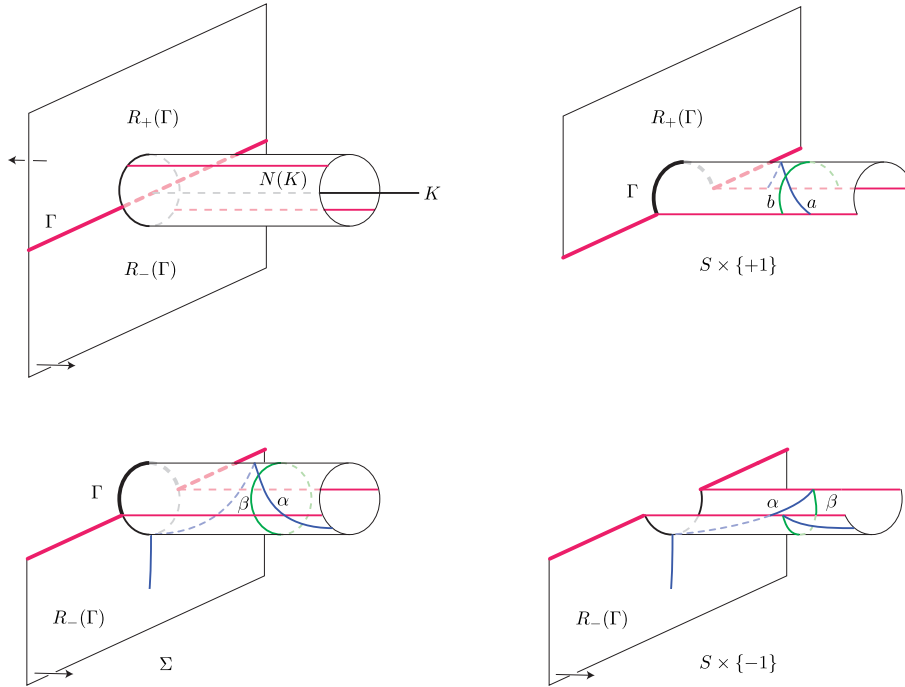 R₊(Γ)
N(K)
K
Γ
R₋(Γ)
R₊(Γ)
Γ
b
a
S × {+1}
Γ
β
α
R₋(Γ)
Σ
α
β
R₋(Γ)
S × {−1}